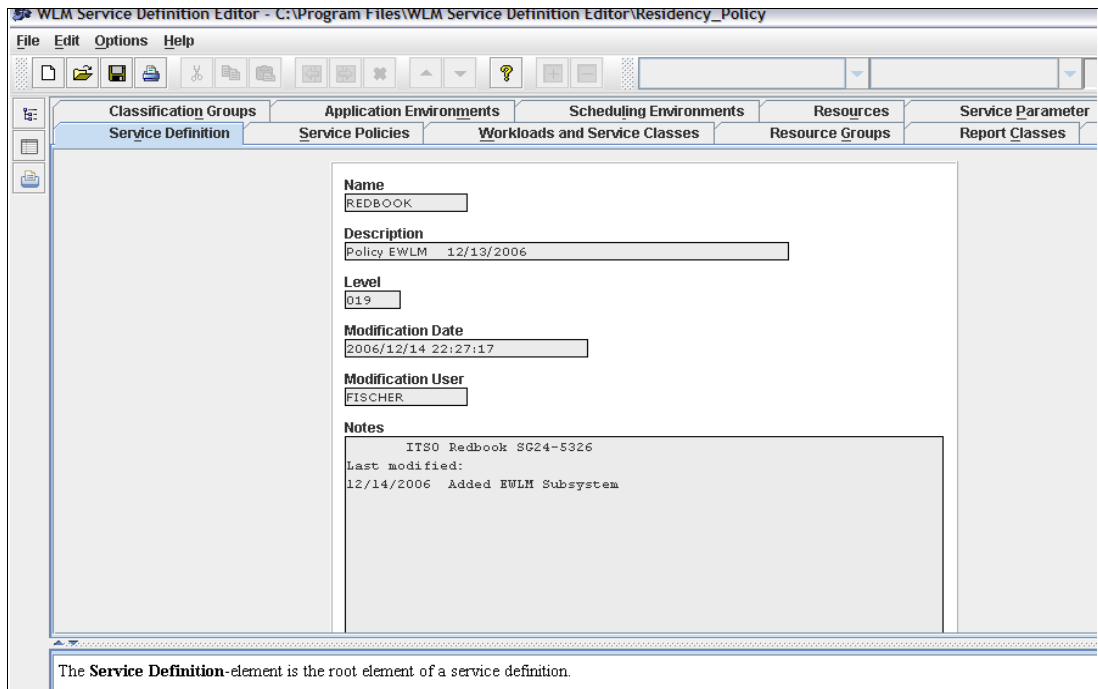 WLM Service Definition Editor - C:\Program Files\WLM Service Definition Editor\Residency_Policy
File Edit Options Help
Classification Groups Application Environments Scheduling Environments Resources Service Parameter
Service Definition Service Policies Workloads and Service Classes Resource Groups Report Classes
Name
REDBOOK
Description
Policy EWLM 12/13/2006
Level
019
Modification Date
2006/12/14 22:27:17
Modification User
FISCHER
Notes
ITSO Redbook SG24-5326
Last modified:
12/14/2006 Added EWLM Subsystem
The Service Definition-element is the root element of a service definition.